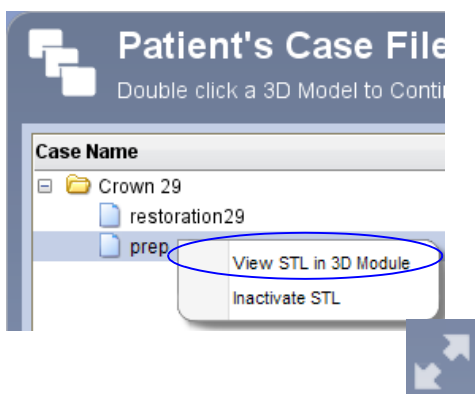 Patient's Case File
Double click a 3D Model to Conti
Case Name
Crown 29
restoration29
prep
View STL in 3D Module
Inactivate STL